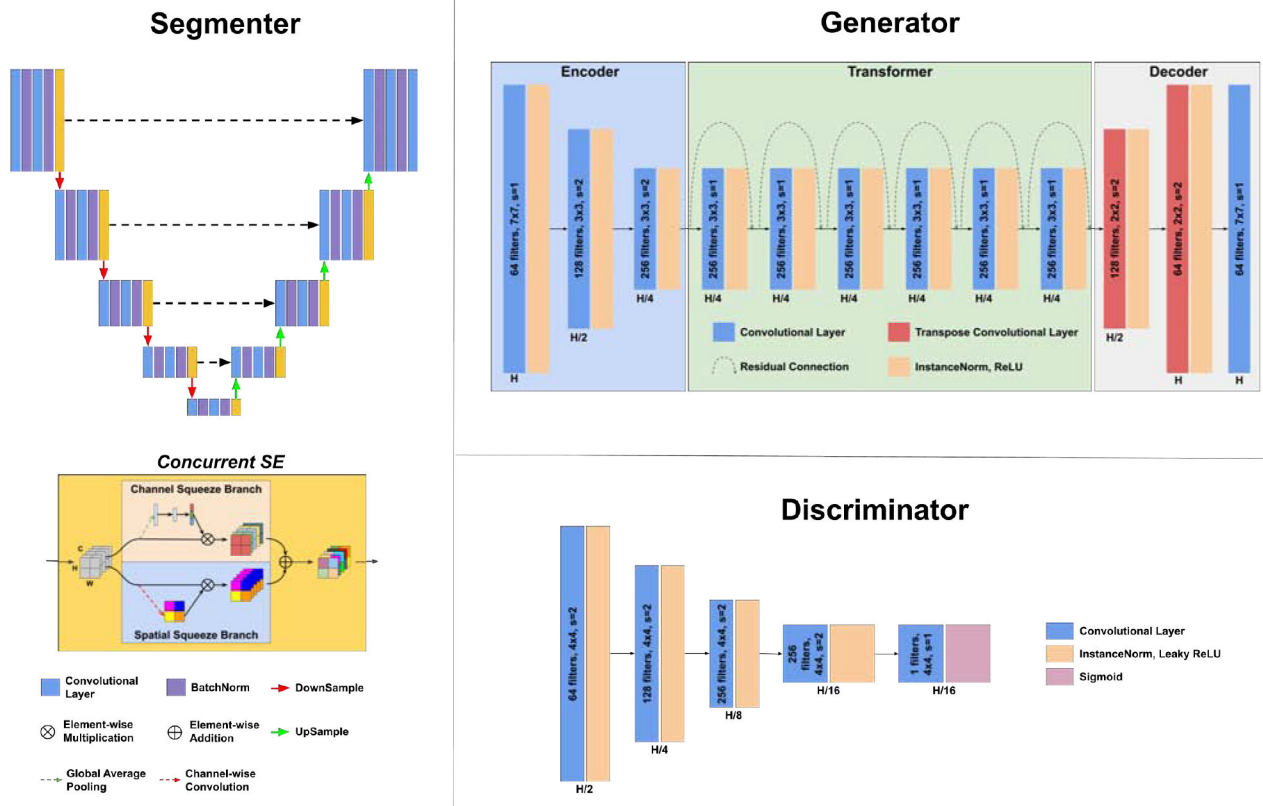 Segmenter
Concurrent SE
Channel Squeeze Branch
C
H
W
Spatial Squeeze Branch
Convolutional
Layer
BatchNorm
DownSample
Element-wise
Multiplication
Element-wise
Addition
UpSample
Global Average
Pooling
Channel-wise
Convolution
Generator
Encoder
Transformer
Decoder
64 filters, 7x7, s=1
H
128 filters, 3x3, s=2
H/2
256 filters, 3x3, s=2
H/4
256 filters, 3x3, s=1
H/4
256 filters, 3x3, s=1
H/4
256 filters, 3x3, s=1
H/4
256 filters, 3x3, s=1
H/4
256 filters, 3x3, s=1
H/4
256 filters, 3x3, s=1
H/4
128 filters, 2x2, s=2
H/2
64 filters, 2x2, s=2
H
64 filters, 7x7, s=1
H
Convolutional Layer
Transpose Convolutional Layer
Residual Connection
InstanceNorm, ReLU
Discriminator
64 filters, 4x4, s=2
H/2
128 filters, 4x4, s=2
H/4
256 filters, 4x4, s=2
H/8
256
filters,
4x4, s=2
H/16
1 filters,
4x4, s=1
H/16
Convolutional Layer
InstanceNorm, Leaky ReLU
Sigmoid